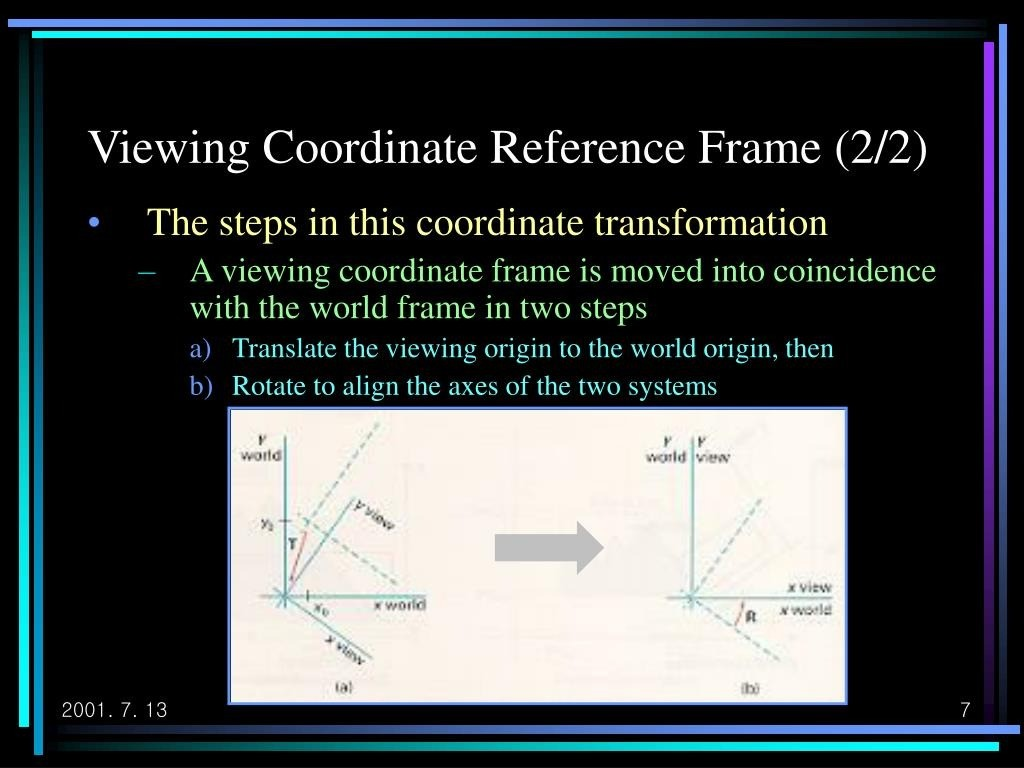 Viewing Coordinate Reference Frame (2/2)
• The steps in this coordinate transformation
– A viewing coordinate frame is moved into coincidence
with the world frame in two steps
a) Translate the viewing origin to the world origin, then
b) Rotate to align the axes of the two systems
y
world
y view
y₀
T
x₀
x world
x view
(a)
y y
world view
x view
x world
R
(b)
2001. 7. 13
7